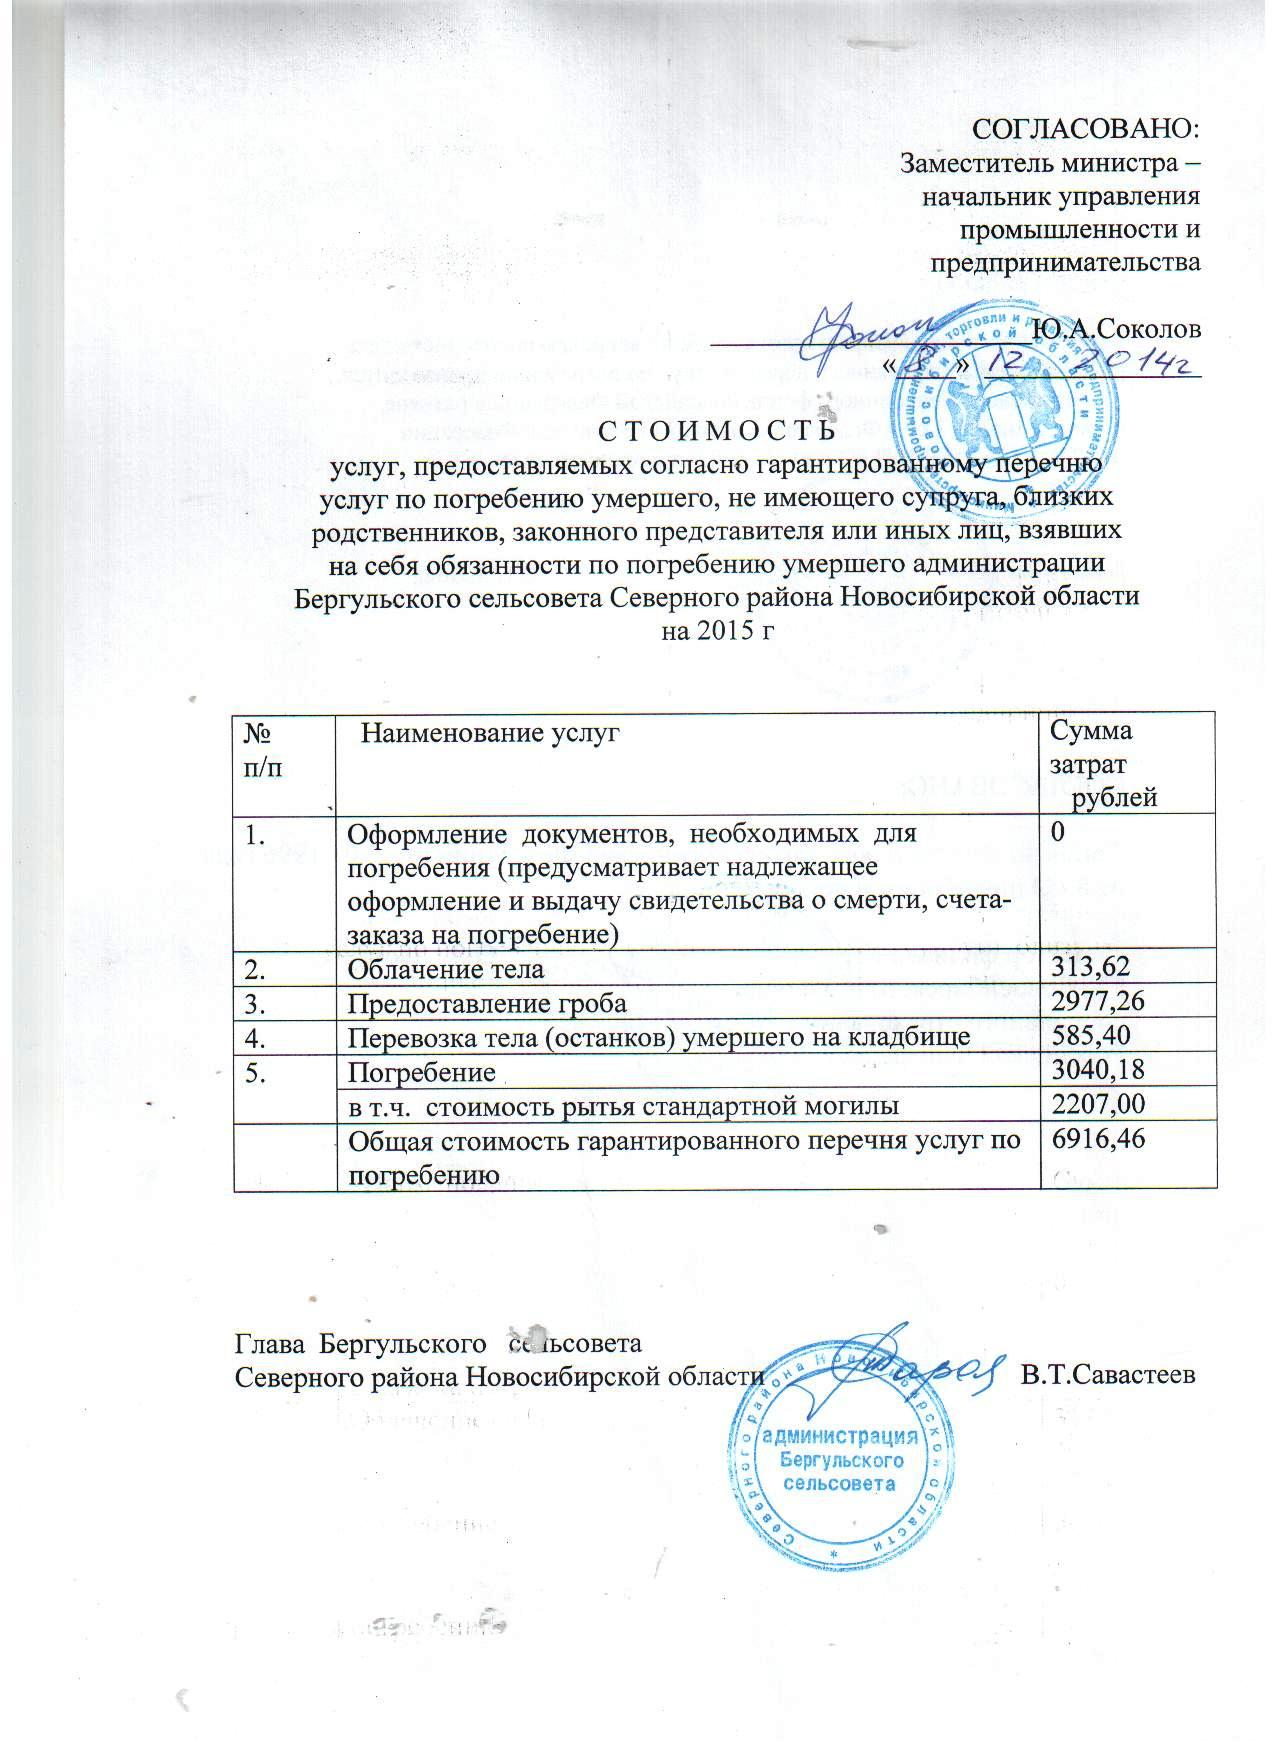 СОГЛАСОВАНО:
Заместитель министра –
начальник управления
промышленности и
предпринимательства
Ю.А.Соколов
« 8 » 12 2014г
С Т О И М О С Т Ь
услуг, предоставляемых согласно гарантированному перечню
услуг по погребению умершего, не имеющего супруга, близких
родственников, законного представителя или иных лиц, взявших
на себя обязанности по погребению умершего администрации
Бергульского сельсовета Северного района Новосибирской области
на 2015 г
№ п/п Наименование услуг Сумма
затрат
рублей
1. Оформление документов, необходимых для 0
погребения (предусматривает надлежащее
оформление и выдачу свидетельства о смерти, счета-
заказа на погребение)
2. Облачение тела 313,62
3. Предоставление гроба 2977,26
4. Перевозка тела (останков) умершего на кладбище 585,40
5. Погребение 3040,18
в т.ч. стоимость рытья стандартной могилы 2207,00
Общая стоимость гарантированного перечня услуг по 6916,46
погребению
Глава Бергульского сельсовета
Северного района Новосибирской области В.Т.Савастеев
Северного района Новосибирской области *
администрация
Бергульского
сельсовета